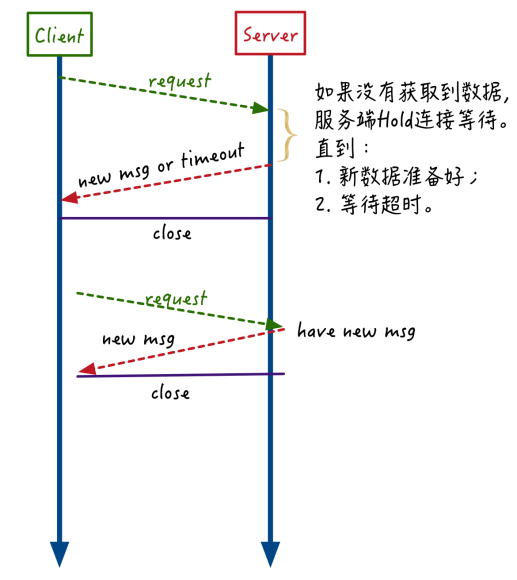 Client
Server
request
如果没有获取到数据,
服务端Hold连接等待。
直到：
1. 新数据准备好；
2. 等待超时。
new msg or timeout
close
request
have new msg
new msg
close